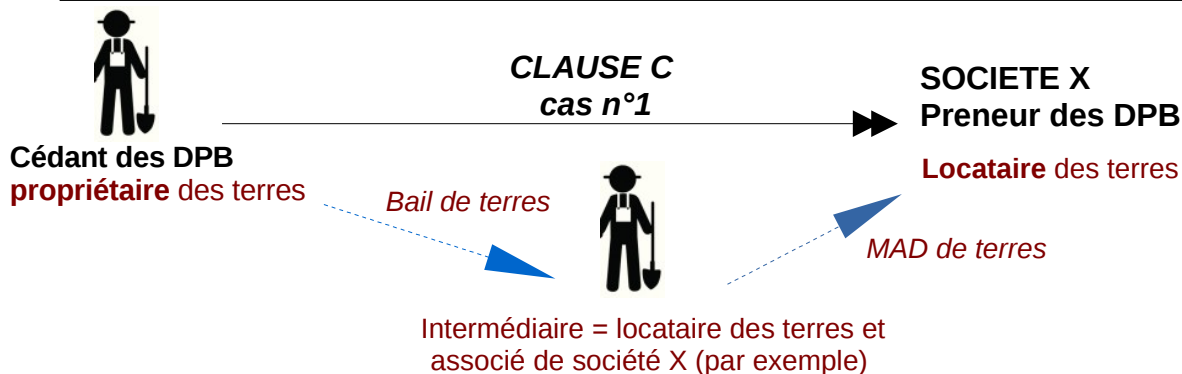 CLAUSE C
cas n°1
SOCIETE X
Preneur des DPB
Cédant des DPB
propriétaire des terres
Locataire des terres
Bail de terres
MAD de terres
Intermédiaire = locataire des terres et
associé de société X (par exemple)